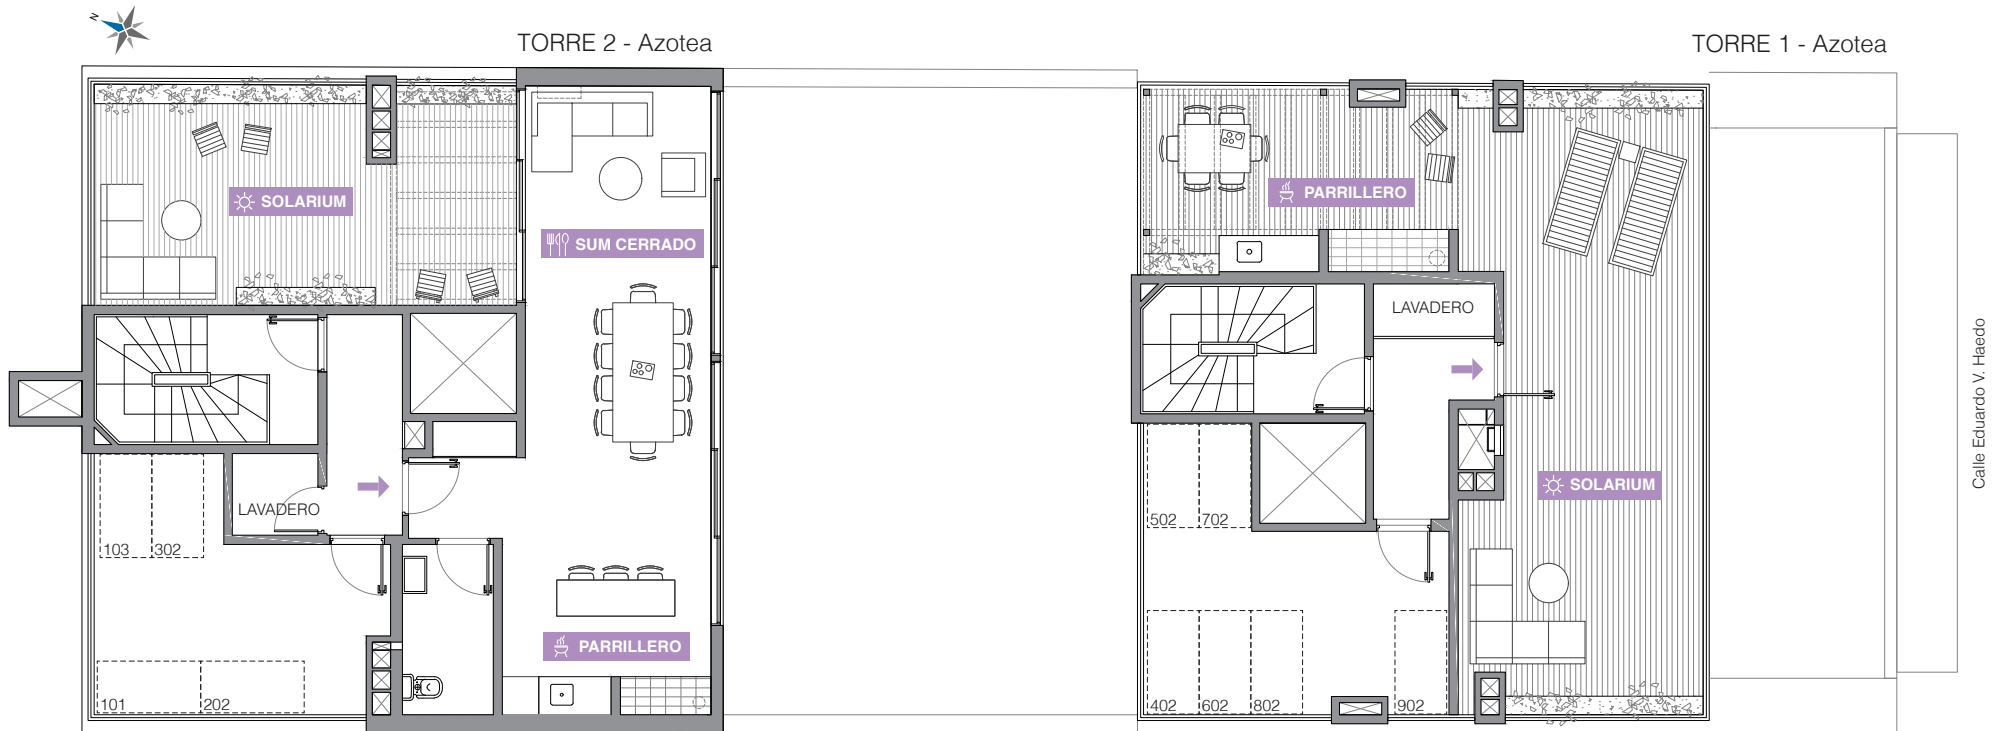 N
TORRE 2 - Azotea
TORRE 1 - Azotea
SOLARIUM
SUM CERRADO
PARRILLERO
LAVADERO
103 302
101 202
PARRILLERO
LAVADERO
SOLARIUM
502 702
402 602 802 902
Calle Eduardo V. Haedo